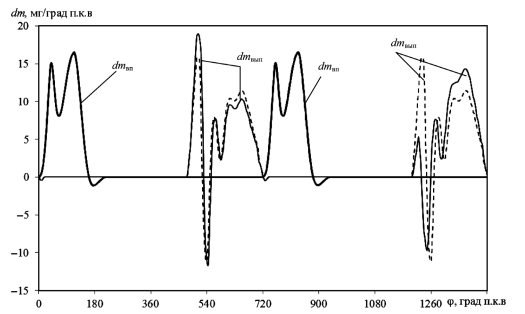 dm, мг/град п.к.в
20
15
10
5
0
−5
−10
−15
dmвп
dmвып
dmвп
dmвып
0 180 360 540 720 900 1080 1260 φ, град п.к.в